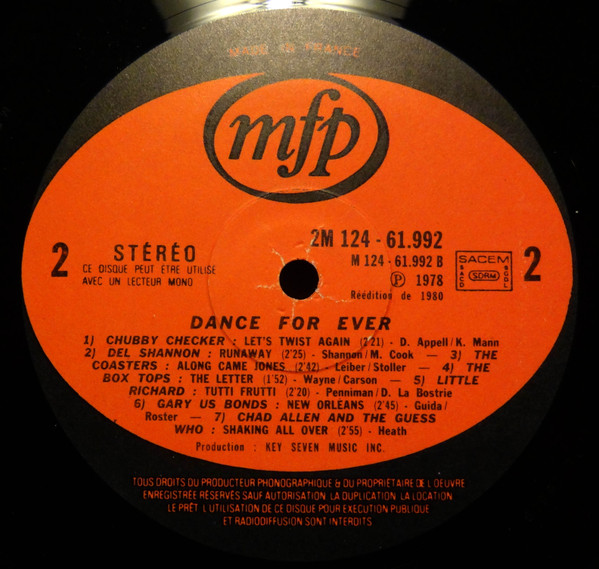 MADE IN FRANCE
mfp
2M 124 - 61.992
M 124 - 61.992 B
Ⓟ 1978
Réédition de 1980
2
STÉRÉO
CE DISQUE PEUT ETRE UTILISE
AVEC UN LECTEUR MONO
SACEM
SACD
SDRM
SGDL
2
DANCE FOR EVER
1) CHUBBY CHECKER : LET'S TWIST AGAIN (2'21) - D. Appell/K. Mann
2) DEL SHANNON : RUNAWAY (2'25) - Shannon/M. Cook — 3) THE
COASTERS : ALONG CAME JONES (2'42) - Leiber/Stoller — 4) THE
BOX TOPS : THE LETTER (1'52) - Wayne/Carson — 5) LITTLE
RICHARD : TUTTI FRUTTI (2'20) - Penniman/D. La Bostrie
6) GARY US BONDS : NEW ORLEANS (2'45) - Guida/
Roster — 7) CHAD ALLEN AND THE GUESS
WHO : SHAKING ALL OVER (2'55) - Heath
Production : KEY SEVEN MUSIC INC.
TOUS DROITS DU PRODUCTEUR PHONOGRAPHIQUE & DU PROPRIÉTAIRE DE L OEUVRE
ENREGISTRÉE RÉSERVÉS SAUF AUTORISATION LA DUPLICATION LA LOCATION
LE PRÊT L UTILISATION DE CE DISQUE POUR EXECUTION PUBLIQUE
ET RADIODIFFUSION SONT INTERDITS